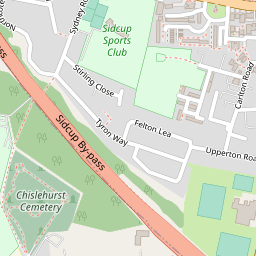 Sydney Road
Sidcup
Sports
Club
Stirling Close
Carlton Road
Sidcup By-pass
Tyron Way
Felton Lea
Upperton Roa
Chislehurst
Cemetery